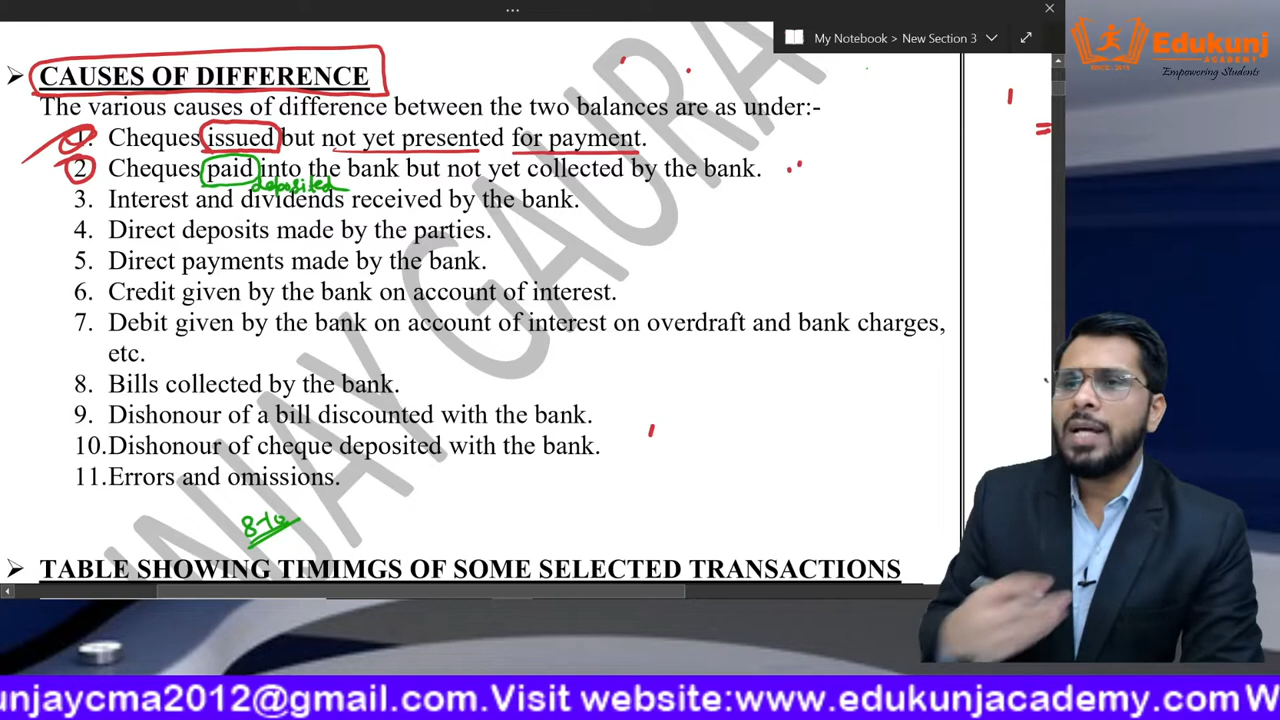 ...
My Notebook > New Section 3
Edukunj
ACADEMY
SINCE - 2018
Empowering Students
➢ CAUSES OF DIFFERENCE
The various causes of difference between the two balances are as under:-
1. Cheques issued but not yet presented for payment.
2 Cheques paid into the bank but not yet collected by the bank.
deposited
3. Interest and dividends received by the bank.
4. Direct deposits made by the parties.
5. Direct payments made by the bank.
6. Credit given by the bank on account of interest.
7. Debit given by the bank on account of interest on overdraft and bank charges,
etc.
8. Bills collected by the bank.
9. Dishonour of a bill discounted with the bank.
10.Dishonour of cheque deposited with the bank.
11.Errors and omissions.
8-10
➢ TABLE SHOWING TIMIMGS OF SOME SELECTED TRANSACTIONS
unjaycma2012@gmail.com.Visit website:www.edukunjacademy.com W